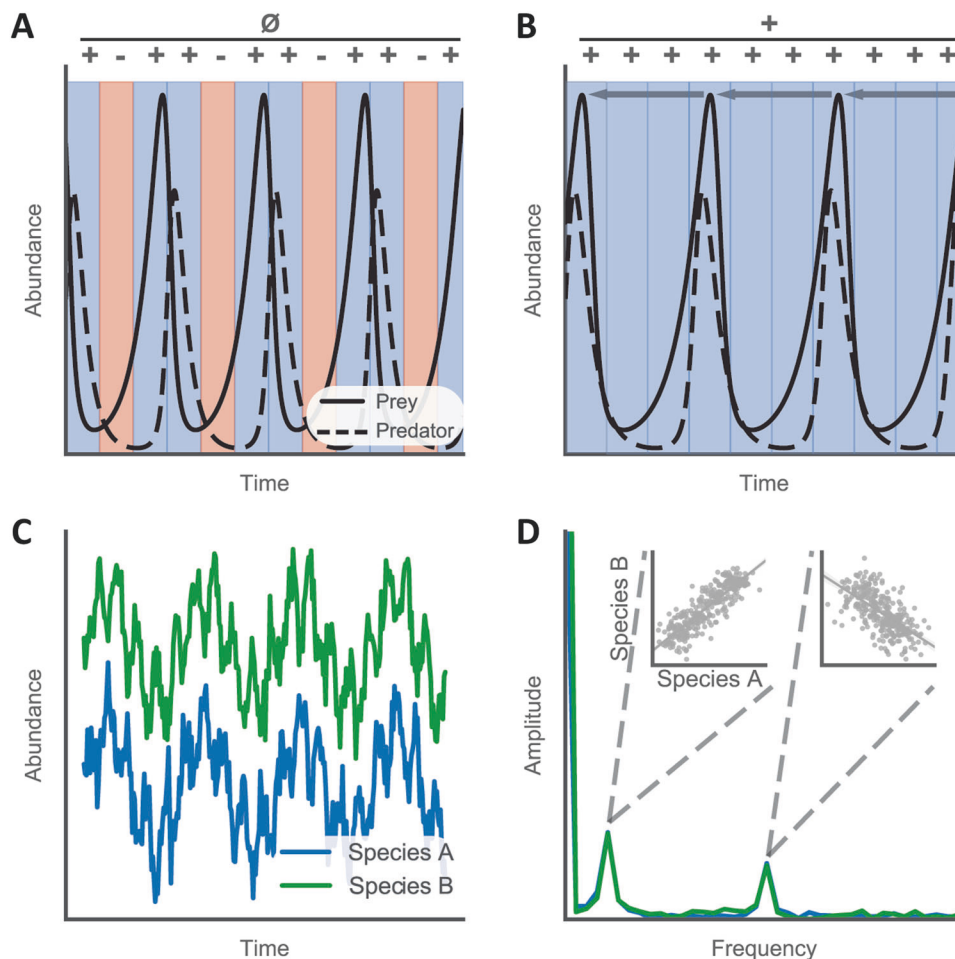 A
Ø
+ - + + - + + - + + - +
Abundance
Prey
Predator
Time
B
+
+ + + + + + + + + +
Abundance
Time
C
Abundance
Species A
Species B
Time
D
Species B
Species A
Amplitude
Frequency